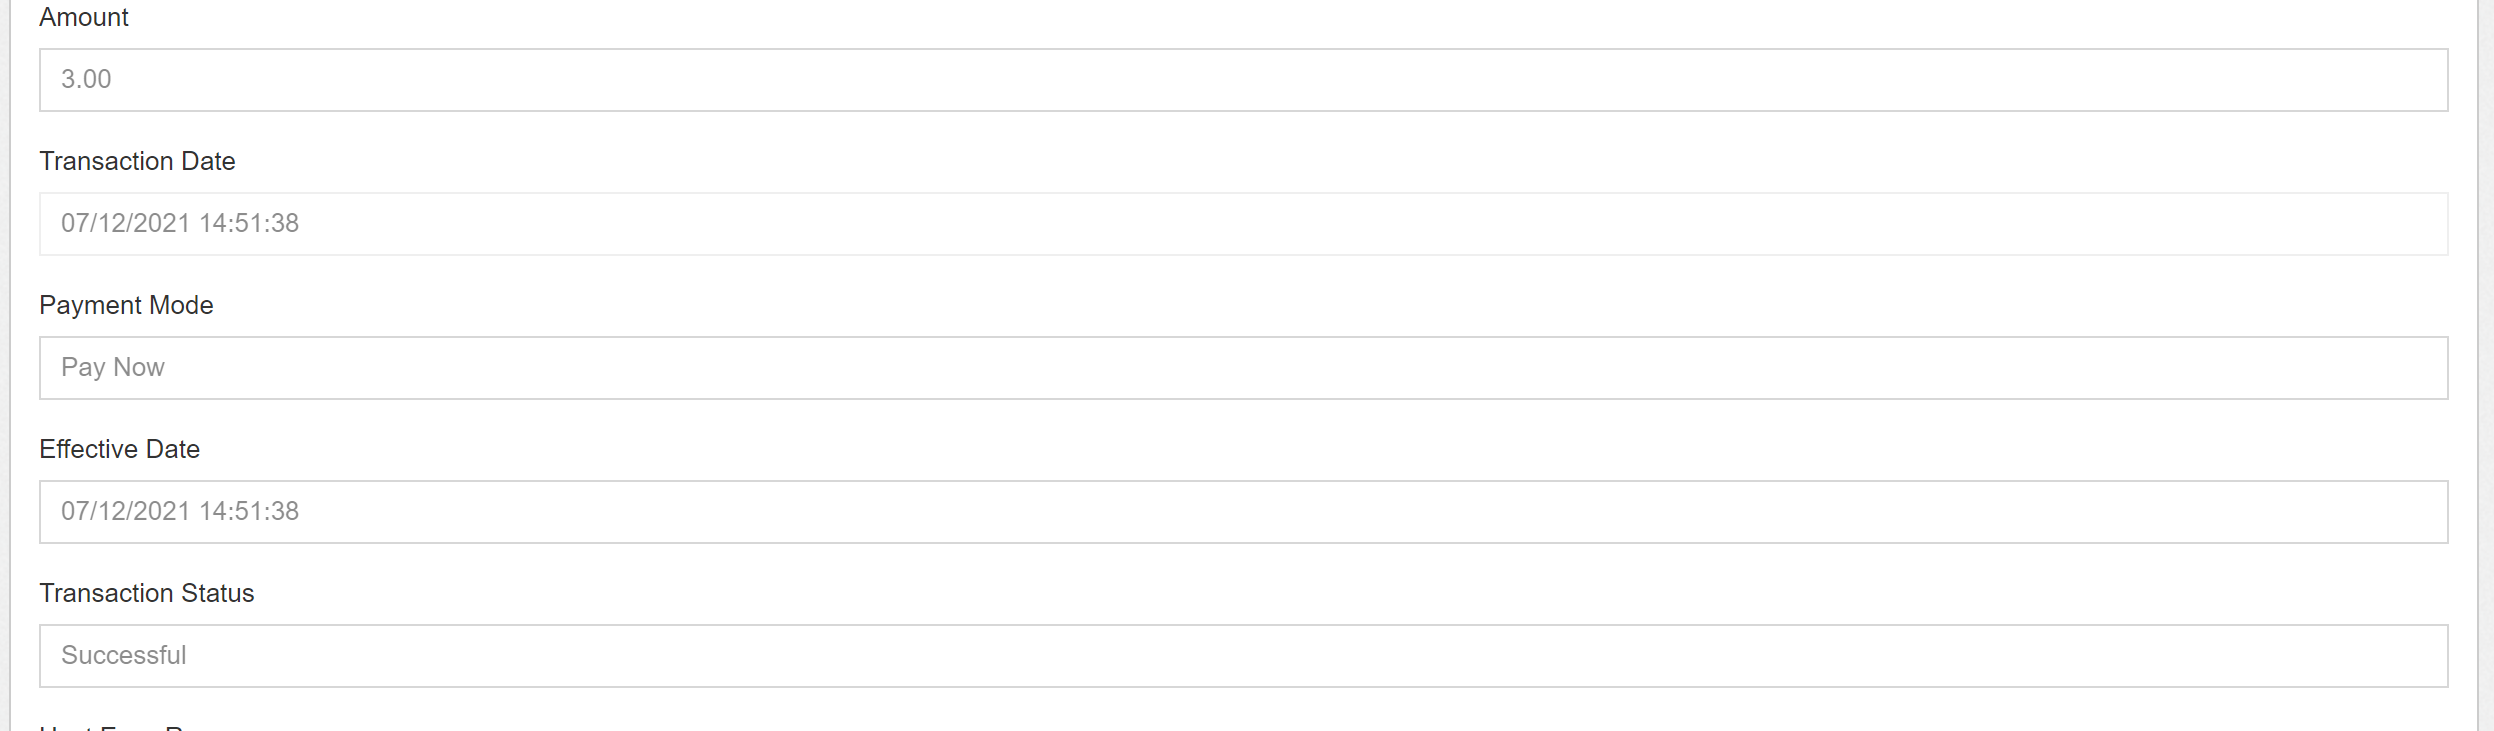 Amount
3.00
Transaction Date
07/12/2021 14:51:38
Payment Mode
Pay Now
Effective Date
07/12/2021 14:51:38
Transaction Status
Successful